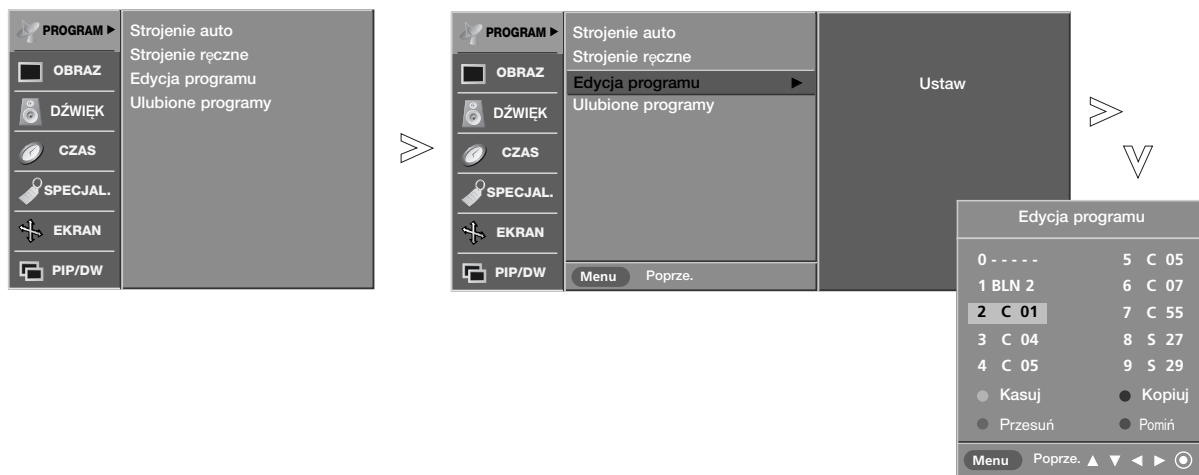 PROGRAM
OBRAZ
DŹWIĘK
CZAS
SPECJAL.
EKRAN
PIP/DW
Strojenie auto
Strojenie ręczne
Edycja programu
Ulubione programy
PROGRAM
OBRAZ
DŹWIĘK
CZAS
SPECJAL.
EKRAN
PIP/DW
Strojenie auto
Strojenie ręczne
Edycja programu
Ulubione programy
Menu Poprze.
Ustaw
Edycja programu
0 - - - - -
1 BLN 2
2 C 01
3 C 04
4 C 05
5 C 05
6 C 07
7 C 55
8 S 27
9 S 29
Kasuj Kopiuj
Przesuń Pomiń
Menu Poprze.